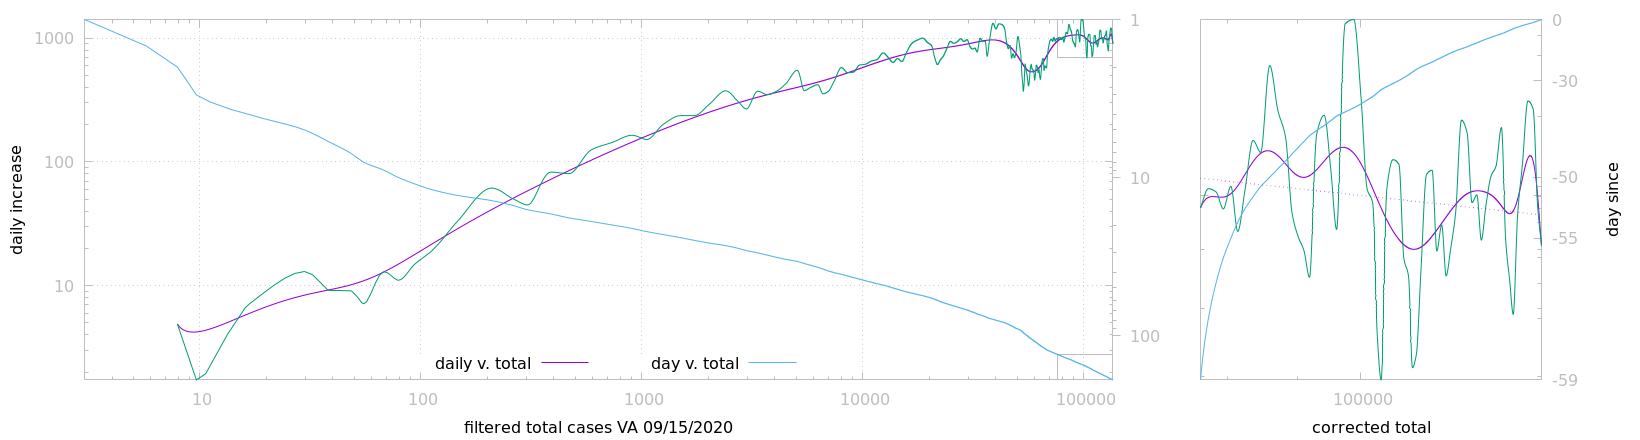 1000
100
10
daily increase
10
100
1000
10000
100000
filtered total cases VA 09/15/2020
daily v. total
day v. total
1
10
100
100000
corrected total
0
-30
-50
-55
-59
day since